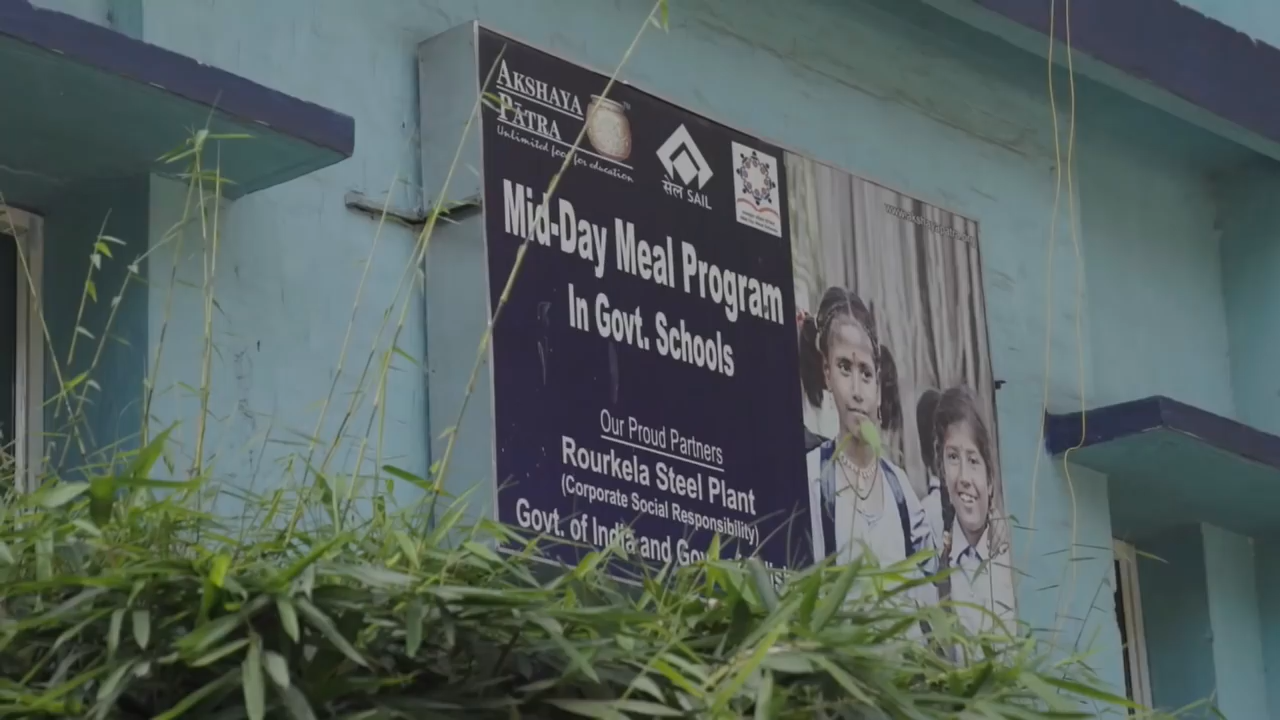 AKSHAYA
PĀTRA
Unlimited food for education
सेल SAIL
Mid-Day Meal Program
In Govt. Schools
Our Proud Partners
Rourkela Steel Plant
(Corporate Social Responsibility)
Govt. of India and